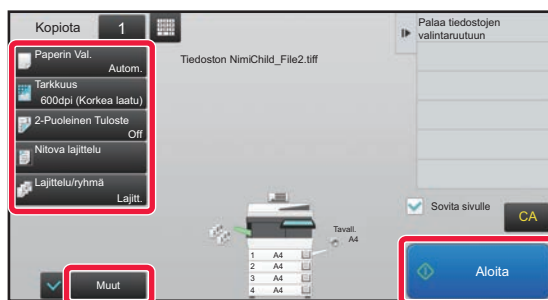 Kopiota
1
Paperin Val.
Autom.
Tarkkuus
600dpi (Korkea laatu)
2-Puoleinen Tuloste
Off
Nitova lajittelu
Lajittelu/ryhmä
Lajitt.
Muut
Tiedoston NimiChild_File2.tiff
Tavall.
A4
1 A4
2 A4
3 A4
4 A4
Palaa tiedostojen
valintaruutuun
Sovita sivulle
CA
Aloita